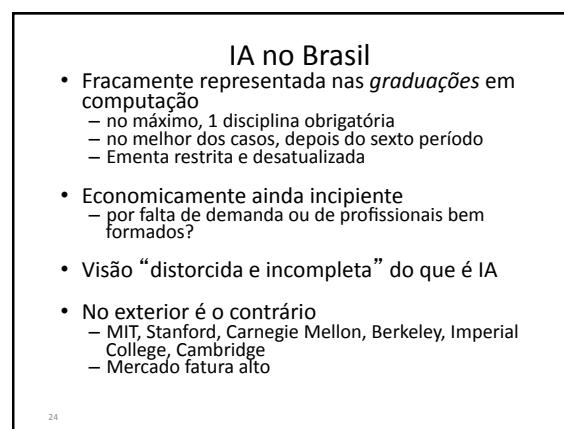 IA no Brasil
• Fracamente representada nas graduações em
computação
– no máximo, 1 disciplina obrigatória
– no melhor dos casos, depois do sexto período
– Ementa restrita e desatualizada
• Economicamente ainda incipiente
– por falta de demanda ou de profissionais bem
formados?
• Visão “distorcida e incompleta” do que é IA
• No exterior é o contrário
– MIT, Stanford, Carnegie Mellon, Berkeley, Imperial
College, Cambridge
– Mercado fatura alto
24